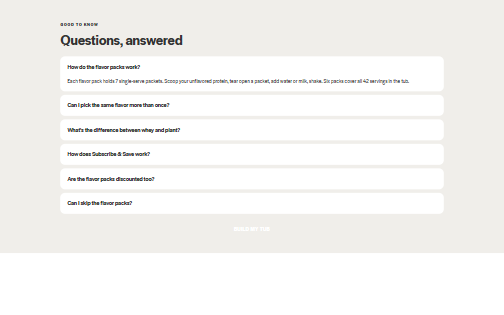 GOOD TO KNOW
Questions, answered
How do the flavor packs work?
Each flavor pack holds 7 single-serve packets. Scoop your unflavored protein, tear open a packet, add water or milk, shake. Six packs cover all 42 servings in the tub.
Can I pick the same flavor more than once?
What's the difference between whey and plant?
How does Subscribe & Save work?
Are the flavor packs discounted too?
Can I skip the flavor packs?
BUILD MY TUB